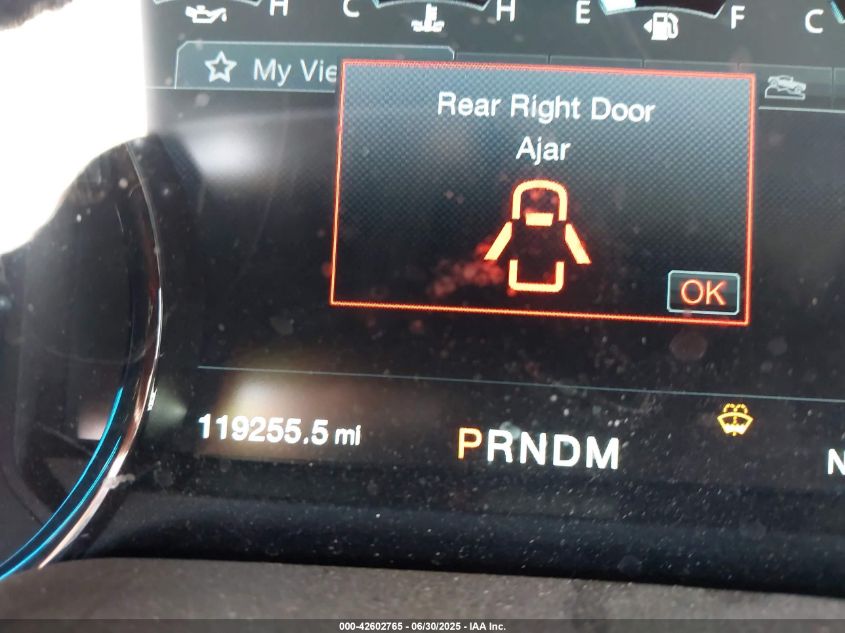 H C H E F C
My Vie
Rear Right Door
Ajar
OK
119255.5 mi
PRNDM
N
000-42602765 - 06/30/2025 - IAA Inc.